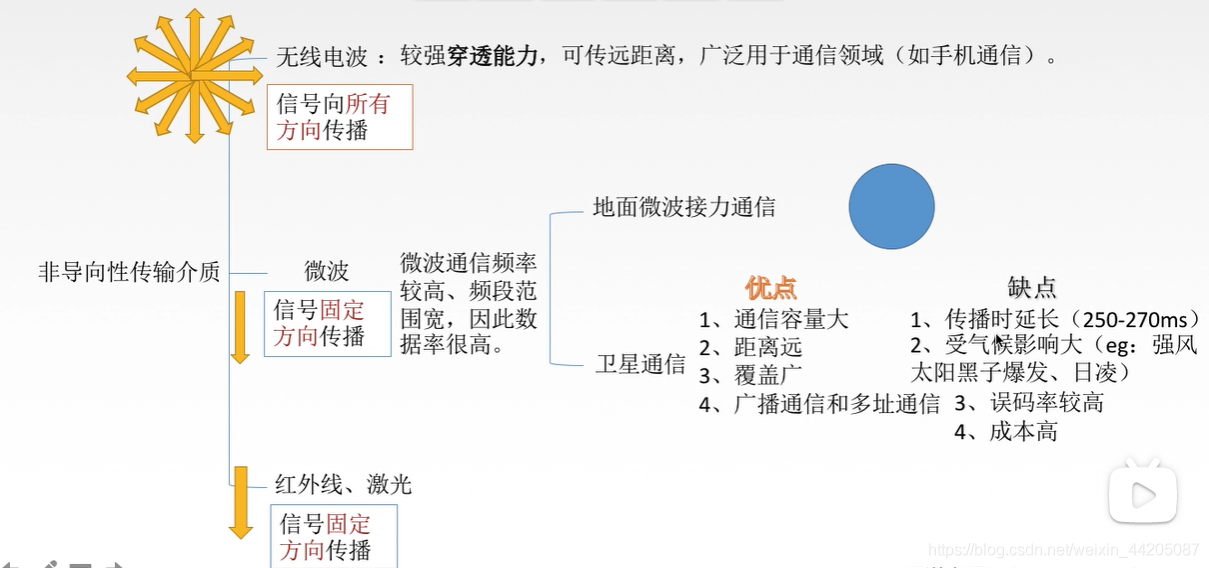 无线电波：较强穿透能力，可传远距离，广泛用于通信领域（如手机通信）。
信号向所有
方向传播
非导向性传输介质
微波
信号固定
方向传播
微波通信频率
较高、频段范
围宽，因此数
据率很高。
地面微波接力通信
卫星通信
优点
1、通信容量大
2、距离远
3、覆盖广
4、广播通信和多址通信
缺点
1、传播时延长（250-270ms）
2、受气候影响大（eg：强风
太阳黑子爆发、日凌）
3、误码率较高
4、成本高
红外线、激光
信号固定
方向传播
https://blog.csdn.net/weixin_44205087